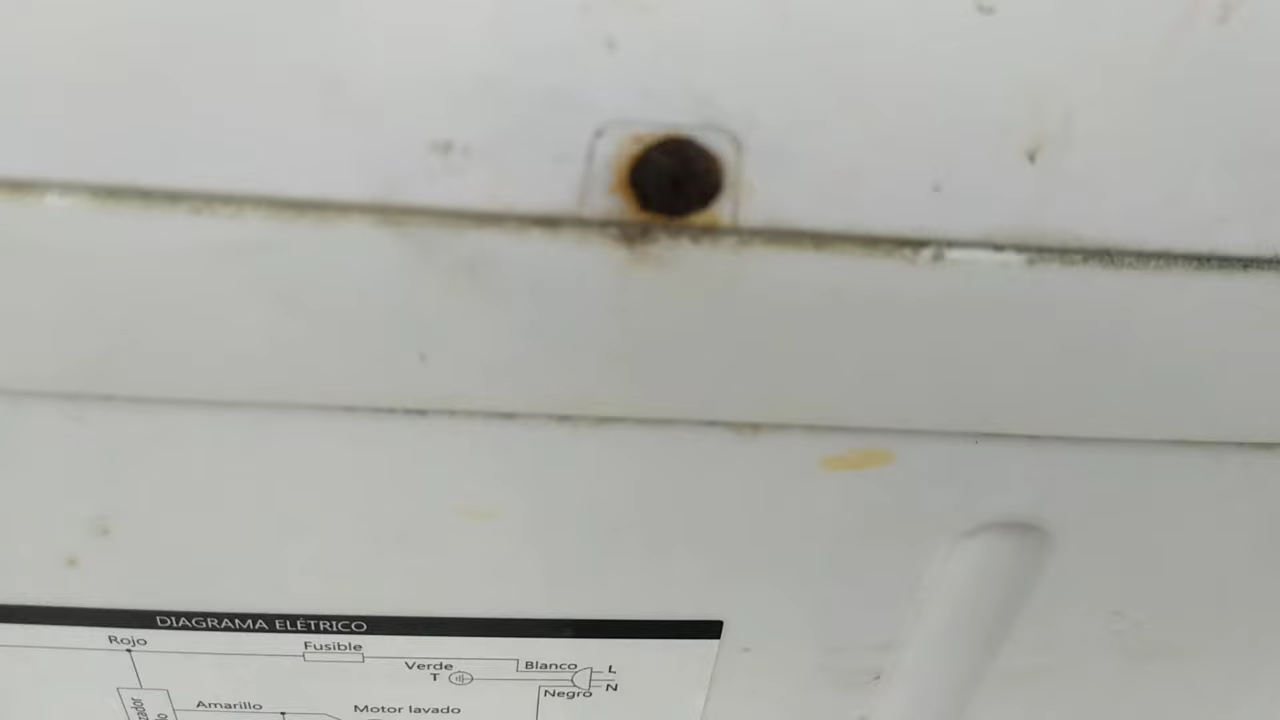 DIAGRAMA ELÉTRICO
Rojo
Fusible
Verde
Blanco
L
T
N
Negro
Amarillo
Motor lavado